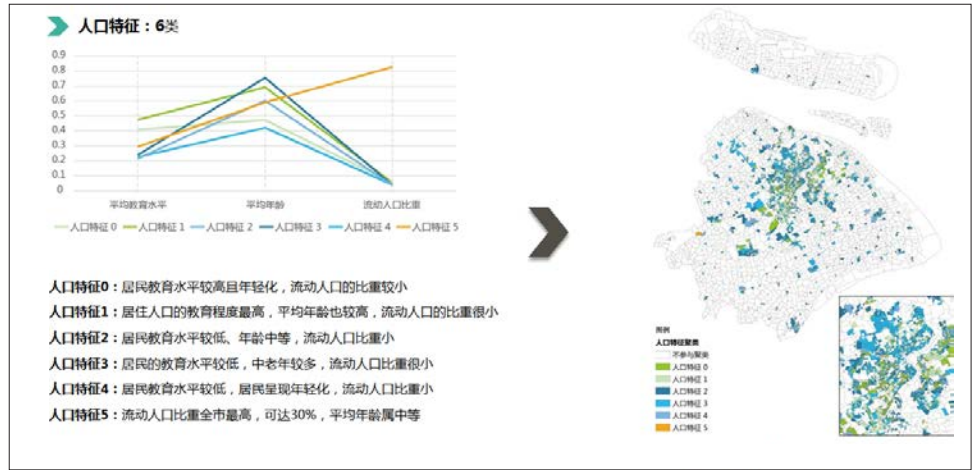 人口特征：6类
0.9
0.8
0.7
0.6
0.5
0.4
0.3
0.2
0.1
0
平均教育水平 平均年龄 流动人口比重
人口特征 0 人口特征 1 人口特征 2 人口特征 3 人口特征 4 人口特征 5
人口特征0：居民教育水平较高且年轻化，流动人口的比重较小
人口特征1：居住人口的教育程度最高，平均年龄也较高，流动人口的比重很小
人口特征2：居民教育水平较低、年龄中等，流动人口比重小
人口特征3：居民的教育水平较低，中老年较多，流动人口比重很小
人口特征4：居民教育水平较低，居民呈现年轻化，流动人口比重小
人口特征5：流动人口比重全市最高，可达30%，平均年龄属中等
图例
人口特征聚类
不参与聚类
人口特征 0
人口特征 1
人口特征 2
人口特征 3
人口特征 4
人口特征 5